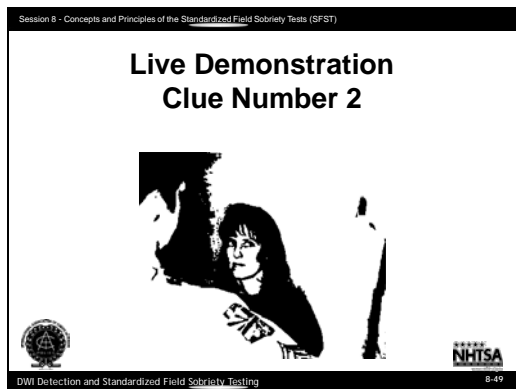 Session 8 - Concepts and Principles of the Standardized Field Sobriety Tests (SFST)
Live Demonstration
Clue Number 2
NHTSA
DWI Detection and Standardized Field Sobriety Testing
8-49